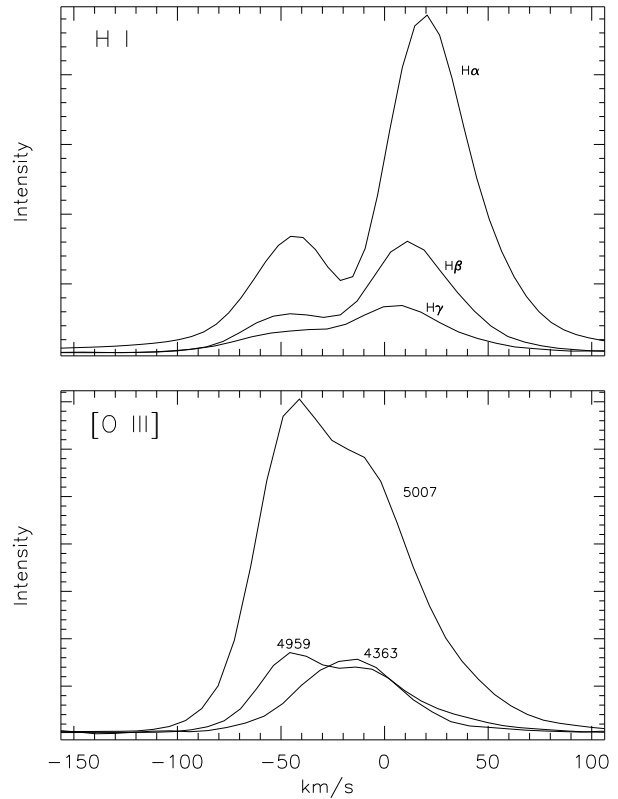 H I
Hα
Hβ
Hγ
Intensity
[O III]
5007
4959
4363
Intensity
−150 −100 −50 0 50 100
km/s